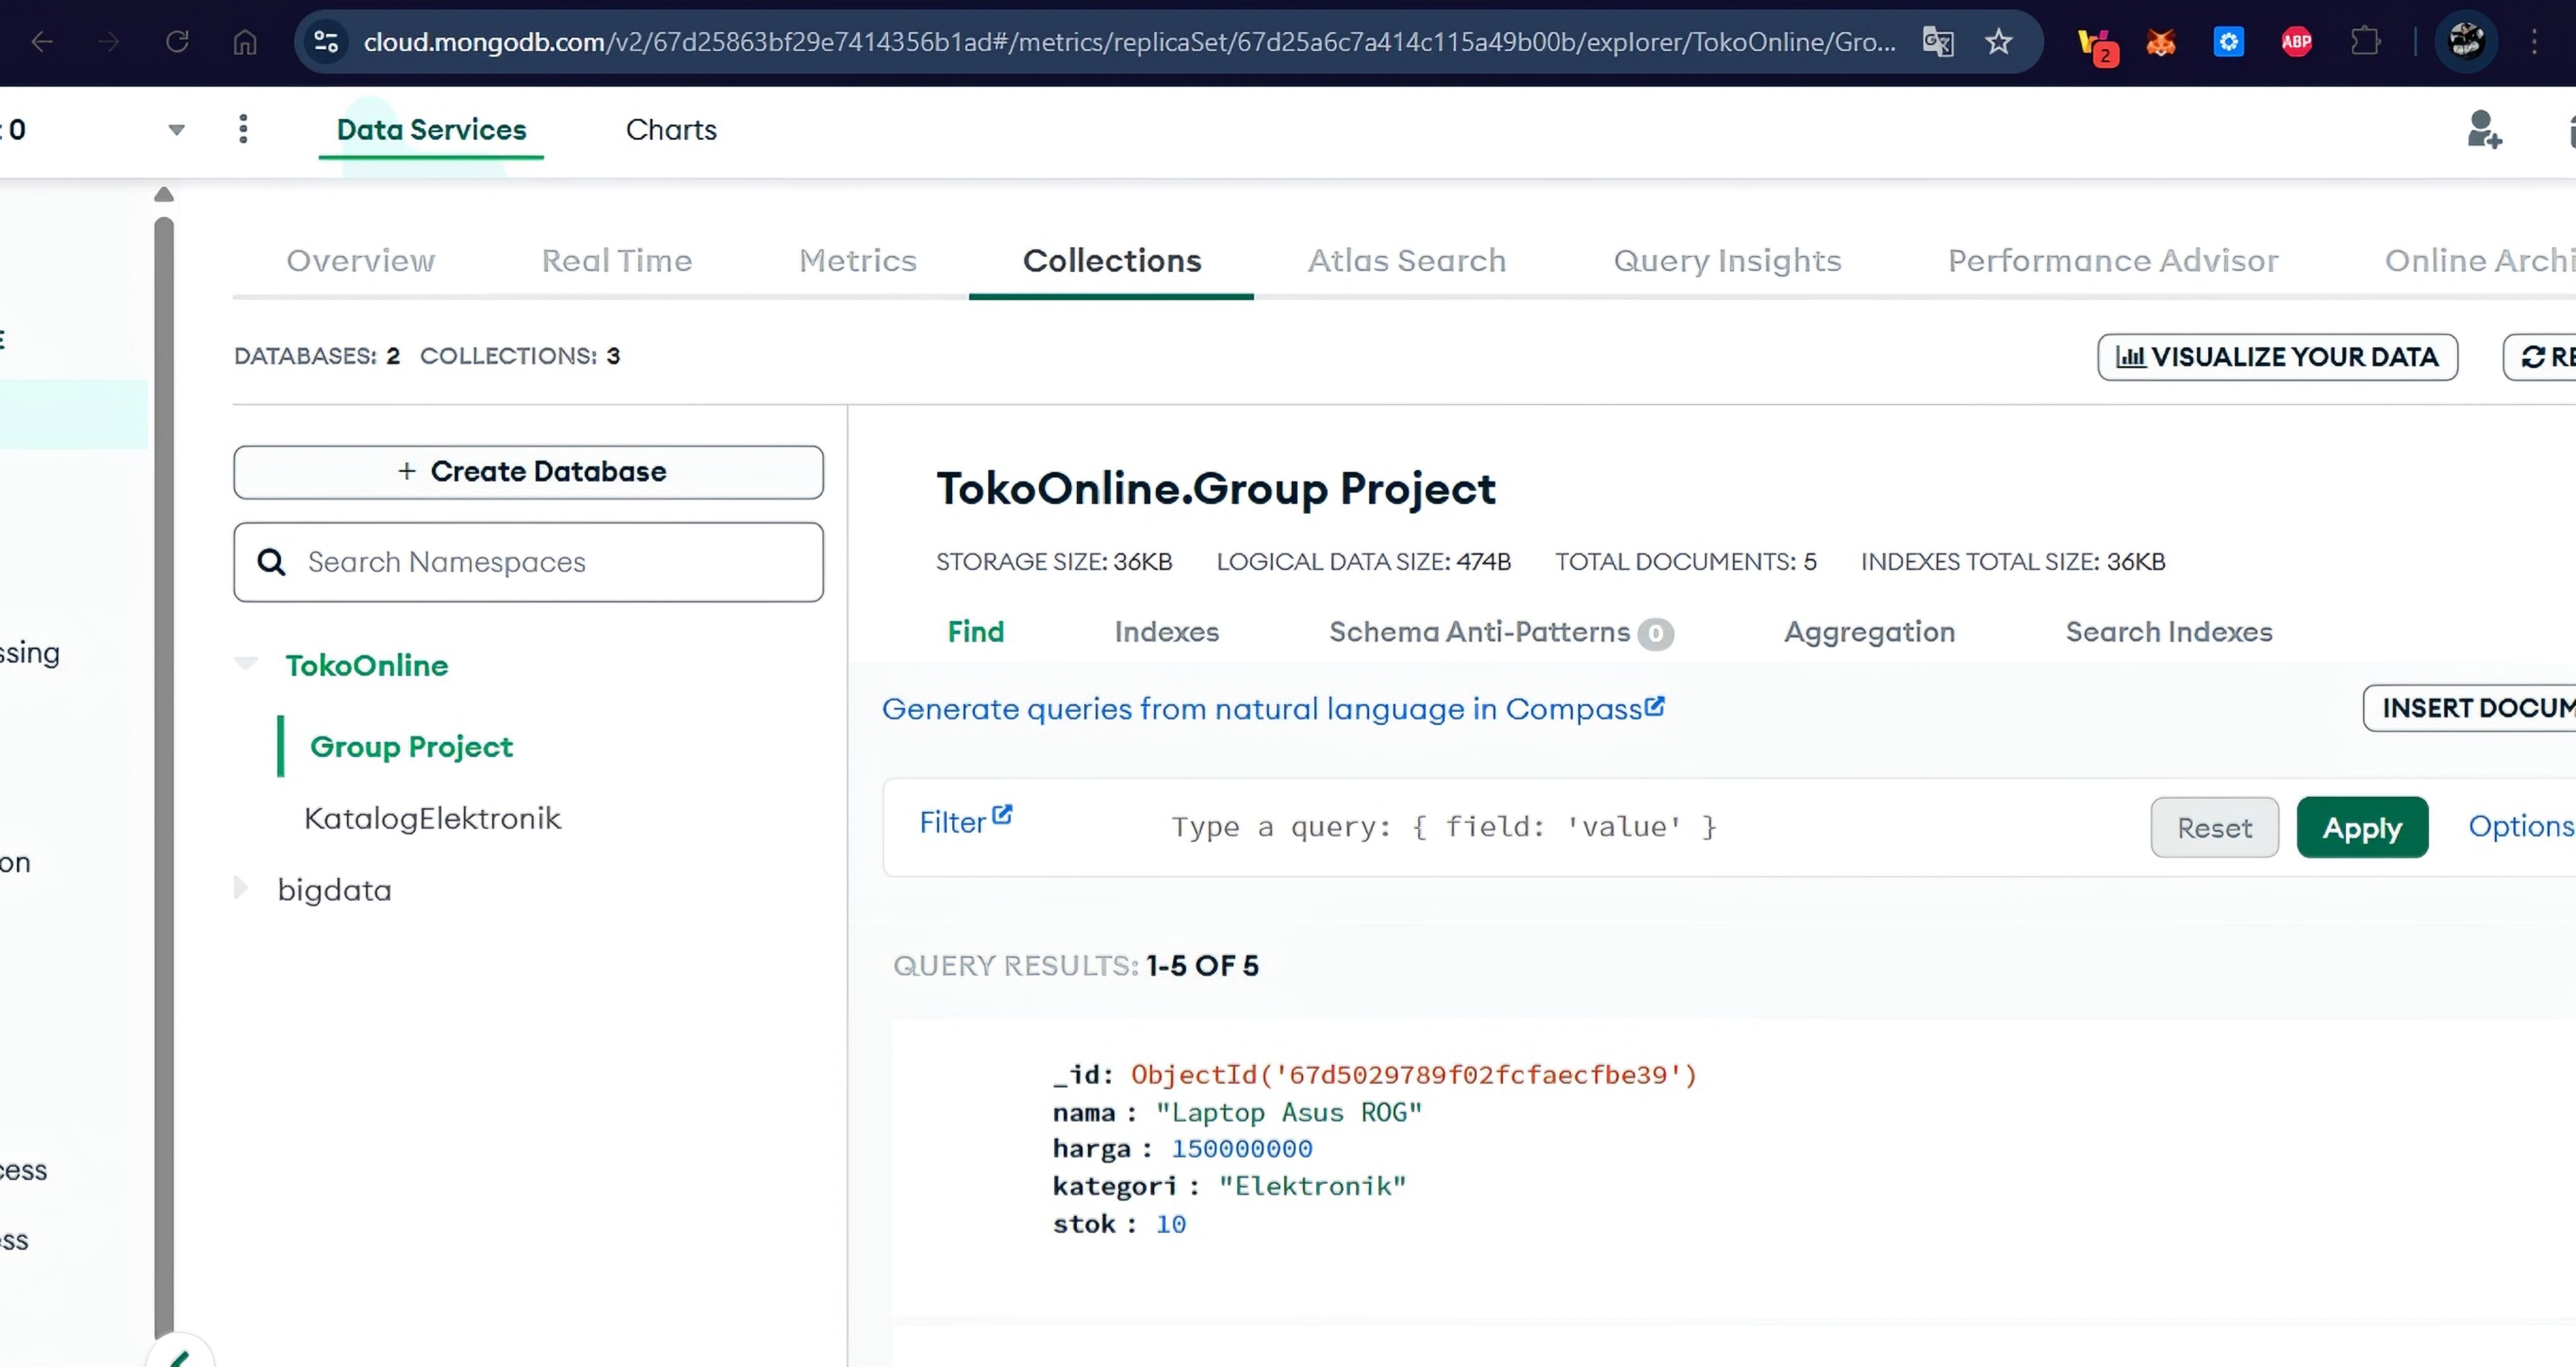 cloud.mongodb.com/v2/67d25863bf29e7414356b1ad#/metrics/replicaSet/67d25a6c7a414c115a49b00b/explorer/TokoOnline/Gro...
2
ABP
: 0
Data Services
Charts
Overview
Real Time
Metrics
Collections
Atlas Search
Query Insights
Performance Advisor
Online Archi
DATABASES: 2 COLLECTIONS: 3
VISUALIZE YOUR DATA
RE
+ Create Database
Search Namespaces
TokoOnline
Group Project
KatalogElektronik
bigdata
ssing
on
cess
ess
TokoOnline.Group Project
STORAGE SIZE: 36KB LOGICAL DATA SIZE: 474B TOTAL DOCUMENTS: 5 INDEXES TOTAL SIZE: 36KB
Find
Indexes
Schema Anti-Patterns 0
Aggregation
Search Indexes
Generate queries from natural language in Compass
INSERT DOCUM
Filter
Type a query: { field: 'value' }
Reset
Apply
Options
QUERY RESULTS: 1-5 OF 5
_id: ObjectId('67d5029789f02fcfaecfbe39')
nama : "Laptop Asus ROG"
harga : 150000000
kategori : "Elektronik"
stok : 10